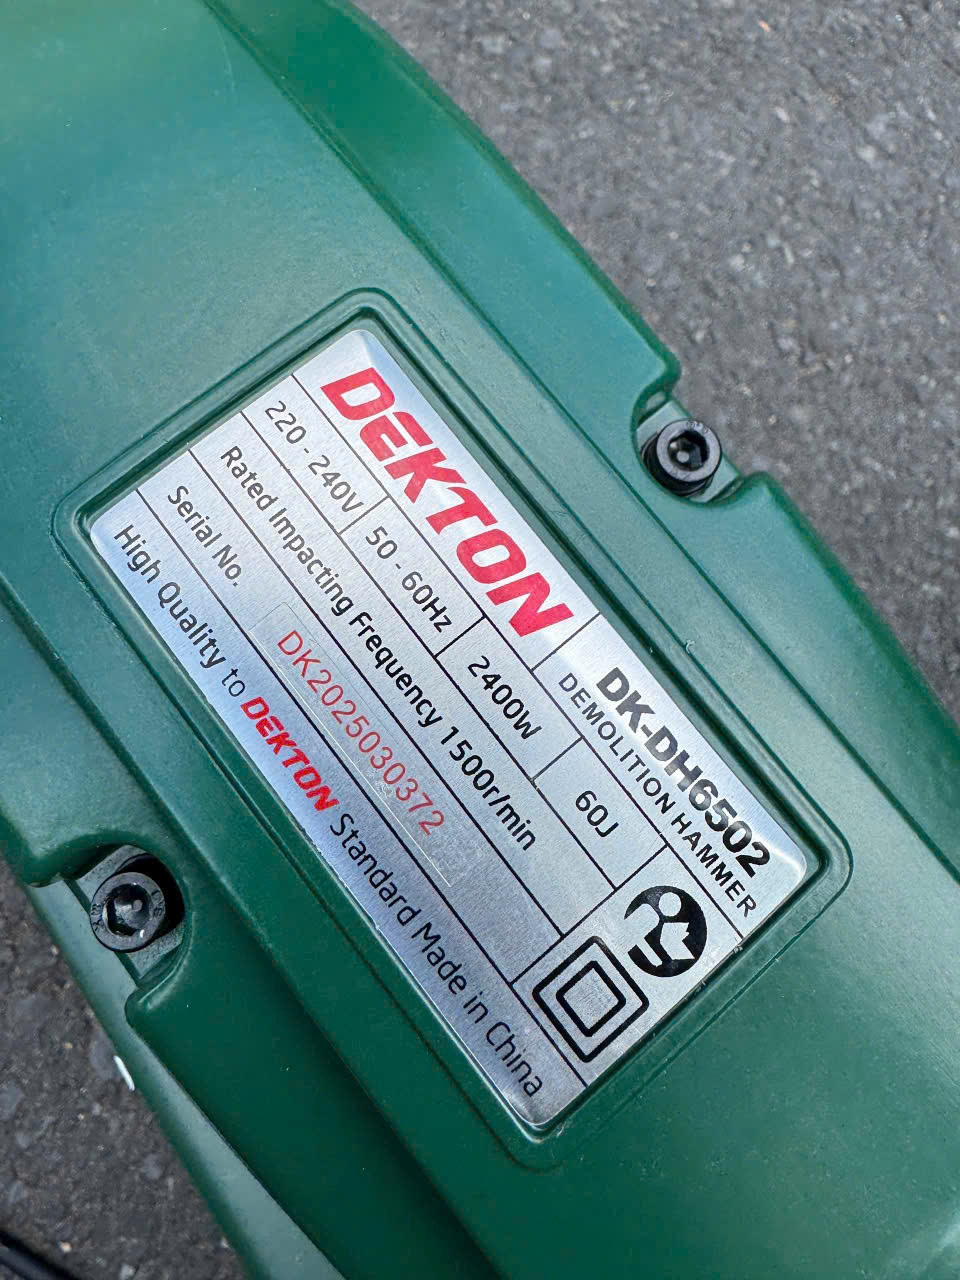 DEKTON
DK-DH6502
DEMOLITION HAMMER
220 - 240V
50 - 60Hz
2400W
60J
Rated Impacting Frequency 1500r/min
Serial No.
DK2025030372
High Quality to DEKTON Standard Made in China